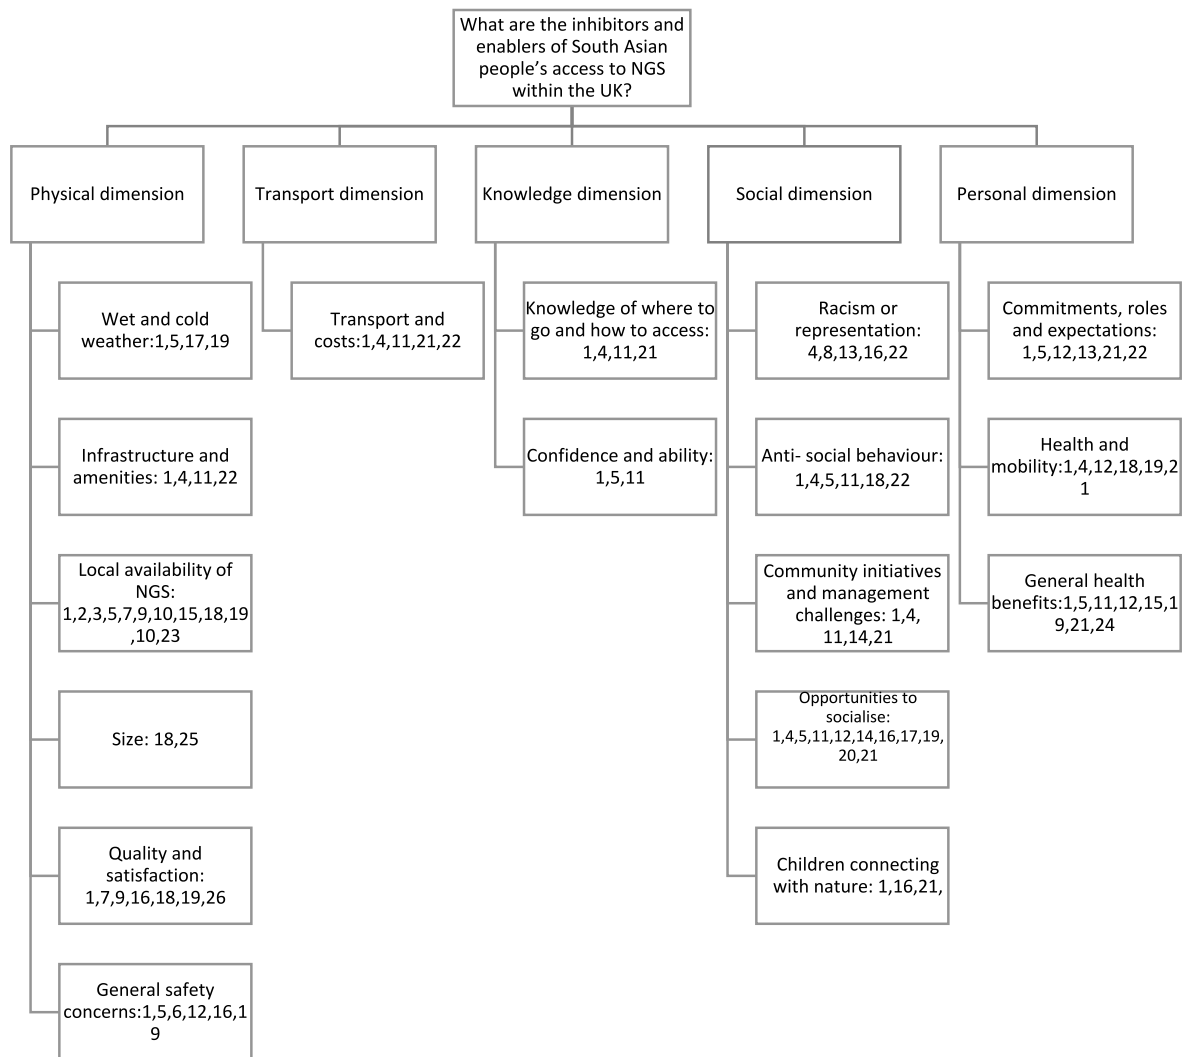 What are the inhibitors and
enablers of South Asian
people's access to NGS
within the UK?
Physical dimension
Transport dimension
Knowledge dimension
Social dimension
Personal dimension
Wet and cold
weather:1,5,17,19
Infrastructure and
amenities: 1,4,11,22
Local availability of
NGS:
1,2,3,5,7,9,10,15,18,19
,10,23
Size: 18,25
Quality and
satisfaction:
1,7,9,16,18,19,26
General safety
concerns:1,5,6,12,16,1
9
Transport and
costs:1,4,11,21,22
Knowledge of where to
go and how to access:
1,4,11,21
Confidence and ability:
1,5,11
Racism or
representation:
4,8,13,16,22
Anti- social behaviour:
1,4,5,11,18,22
Community initiatives
and management
challenges: 1,4,
11,14,21
Opportunities to
socialise:
1,4,5,11,12,14,16,17,19,
20,21
Children connecting
with nature: 1,16,21,
Commitments, roles
and expectations:
1,5,12,13,21,22
Health and
mobility:1,4,12,18,19,2
1
General health
benefits:1,5,11,12,15,1
9,21,24